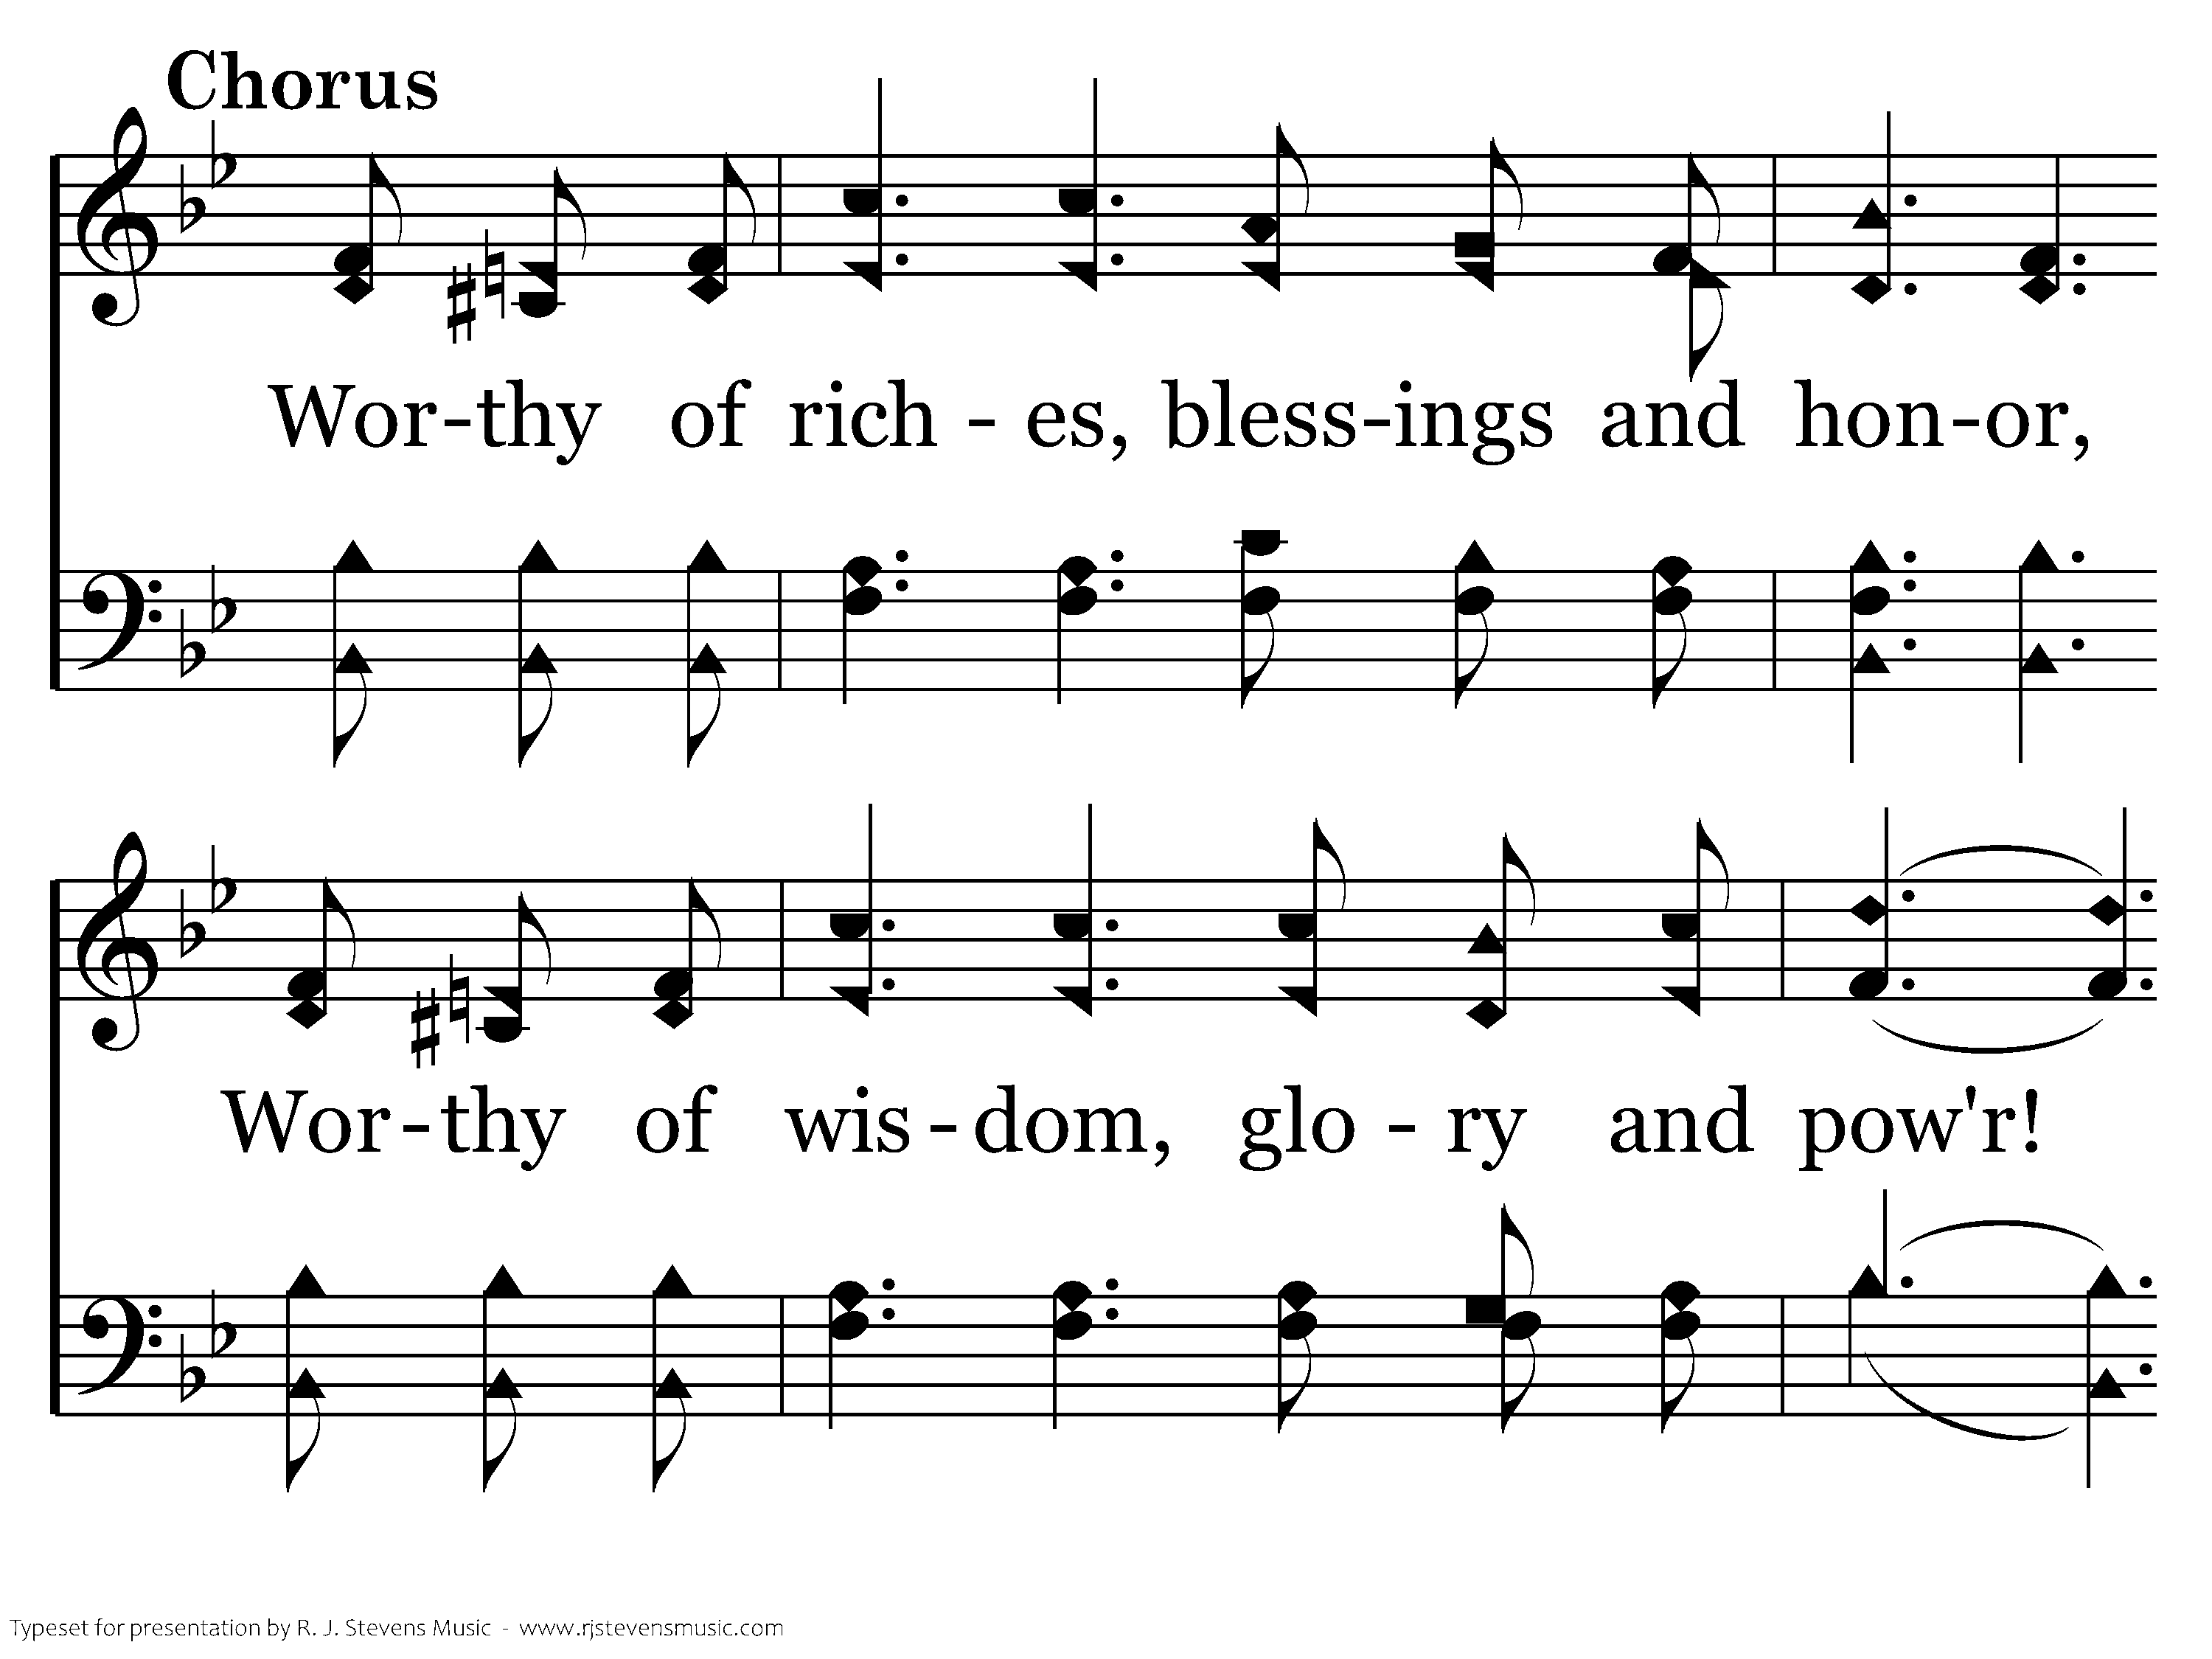 Chorus
Wor-thy of rich - es, bless-ings and hon-or,
Wor-thy of wis-dom, glo - ry and pow'r!
Typeset for presentation by R. J. Stevens Music - www.rjstevensmusic.com